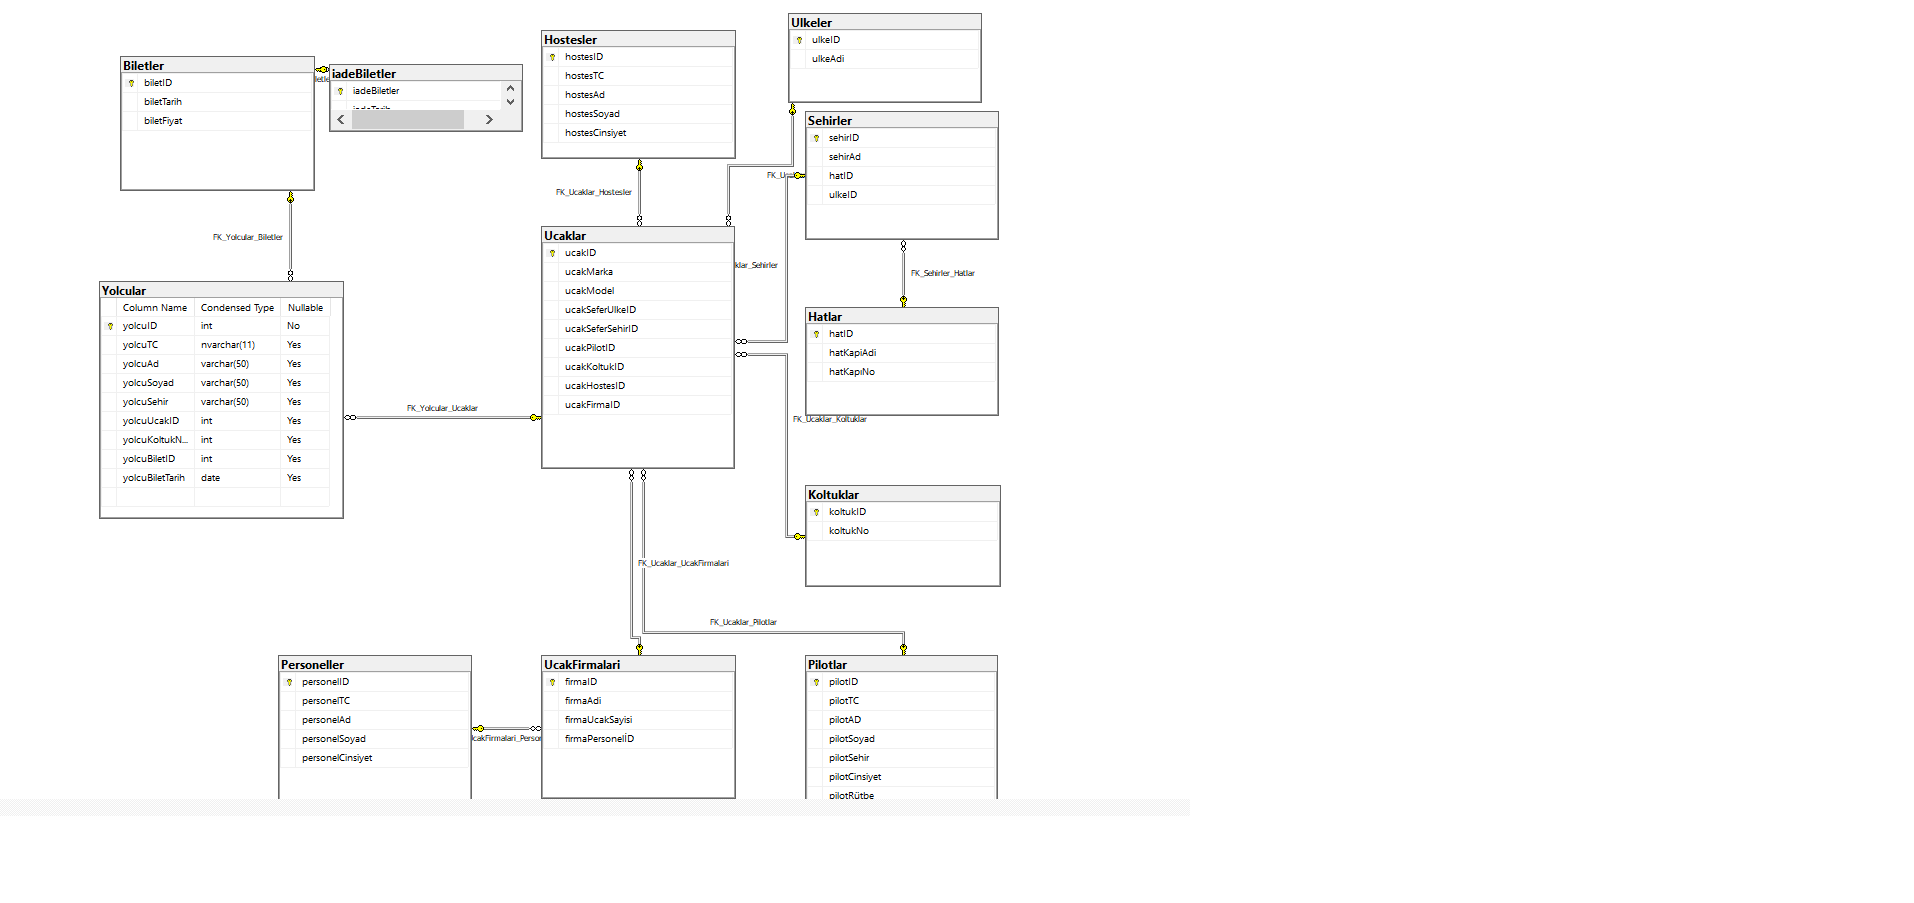 Biletler
biletID
biletTarih
biletFiyat
iadeBiletler
iadeBiletler
iadeTarih
Hostesler
hostesID
hostesTC
hostesAd
hostesSoyad
hostesCinsiyet
Ulkeler
ulkeID
ulkeAdi
Sehirler
sehirID
sehirAd
hatID
ulkeID
FK_U
FK_Ucaklar_Hostesler
FK_Yolcular_Biletler
klar_Sehirler
FK_Sehirler_Hatlar
Ucaklar
ucakID
ucakMarka
ucakModel
ucakSeferUlkeID
ucakSeferSehirID
ucakPilotID
ucakKoltukID
ucakHostesID
ucakFirmaID
Yolcular
Column Name Condensed Type Nullable
yolcuID int No
yolcuTC nvarchar(11) Yes
yolcuAd varchar(50) Yes
yolcuSoyad varchar(50) Yes
yolcuSehir varchar(50) Yes
yolcuUcakID int Yes
yolcuKoltukN... int Yes
yolcuBiletID int Yes
yolcuBiletTarih date Yes
FK_Yolcular_Ucaklar
Hatlar
hatID
hatKapiAdi
hatKapıNo
FK_Ucaklar_Koltuklar
Koltuklar
koltukID
koltukNo
FK_Ucaklar_UcakFirmalari
FK_Ucaklar_Pilotlar
Personeller
personelID
personelTC
personelAd
personelSoyad
personelCinsiyet
UcakFirmalari
firmaID
firmaAdi
firmaUcakSayisi
firmaPersonelİD
cakFirmalari_Person
Pilotlar
pilotID
pilotTC
pilotAD
pilotSoyad
pilotSehir
pilotCinsiyet
pilotRütbe